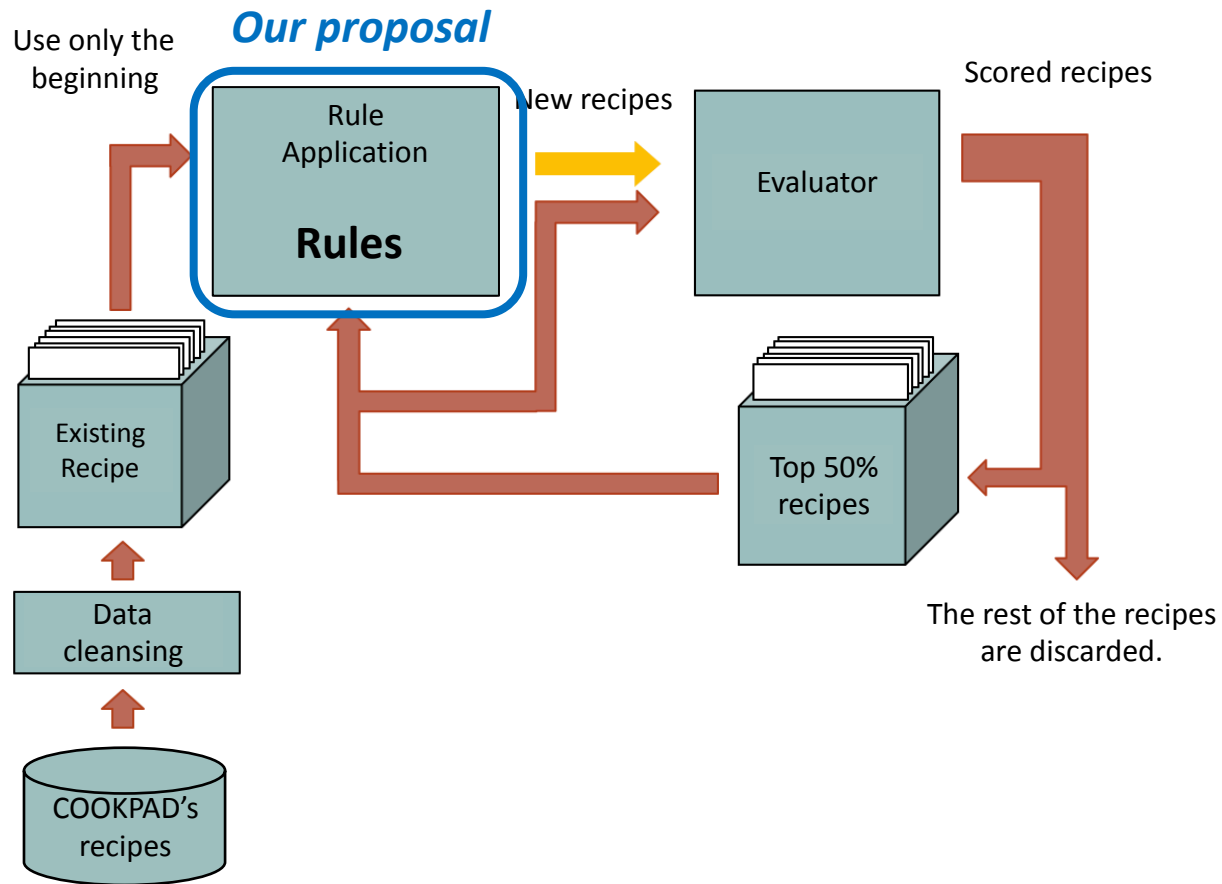 Our proposal
Use only the
beginning
Rule
Application
Rules
New recipes
Evaluator
Scored recipes
Existing
Recipe
Top 50%
recipes
Data
cleansing
The rest of the recipes
are discarded.
COOKPAD’s
recipes